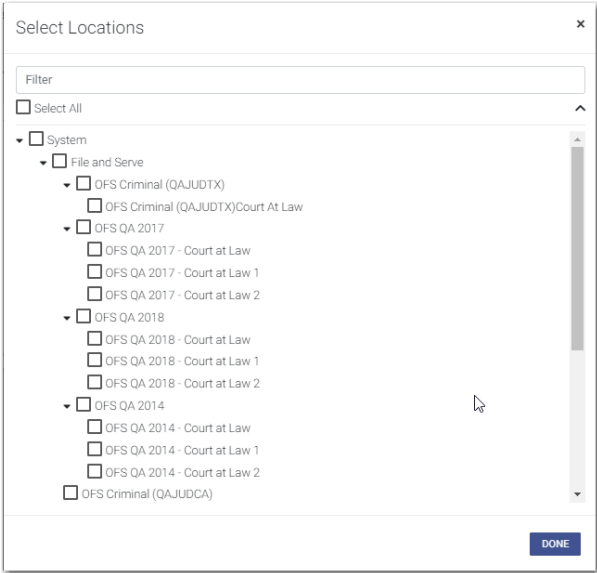 Select Locations
Filter
Select All
System
File and Serve
OFS Criminal (QAJUDTX)
OFS Criminal (QAJUDTX)Court At Law
OFS QA 2017
OFS QA 2017 - Court at Law
OFS QA 2017 - Court at Law 1
OFS QA 2017 - Court at Law 2
OFS QA 2018
OFS QA 2018 - Court at Law
OFS QA 2018 - Court at Law 1
OFS QA 2018 - Court at Law 2
OFS QA 2014
OFS QA 2014 - Court at Law
OFS QA 2014 - Court at Law 1
OFS QA 2014 - Court at Law 2
OFS Criminal (QAJUDCA)
DONE